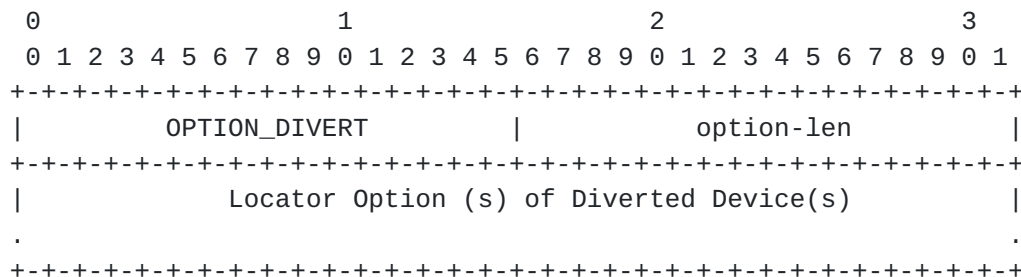 0                   1                   2                   3
 0 1 2 3 4 5 6 7 8 9 0 1 2 3 4 5 6 7 8 9 0 1 2 3 4 5 6 7 8 9 0 1
+-+-+-+-+-+-+-+-+-+-+-+-+-+-+-+-+-+-+-+-+-+-+-+-+-+-+-+-+-+-+-+-+
|         OPTION_DIVERT         |           option-len          |
+-+-+-+-+-+-+-+-+-+-+-+-+-+-+-+-+-+-+-+-+-+-+-+-+-+-+-+-+-+-+-+-+
|             Locator Option (s) of Diverted Device(s)          |
.                                                               .
+-+-+-+-+-+-+-+-+-+-+-+-+-+-+-+-+-+-+-+-+-+-+-+-+-+-+-+-+-+-+-+-+